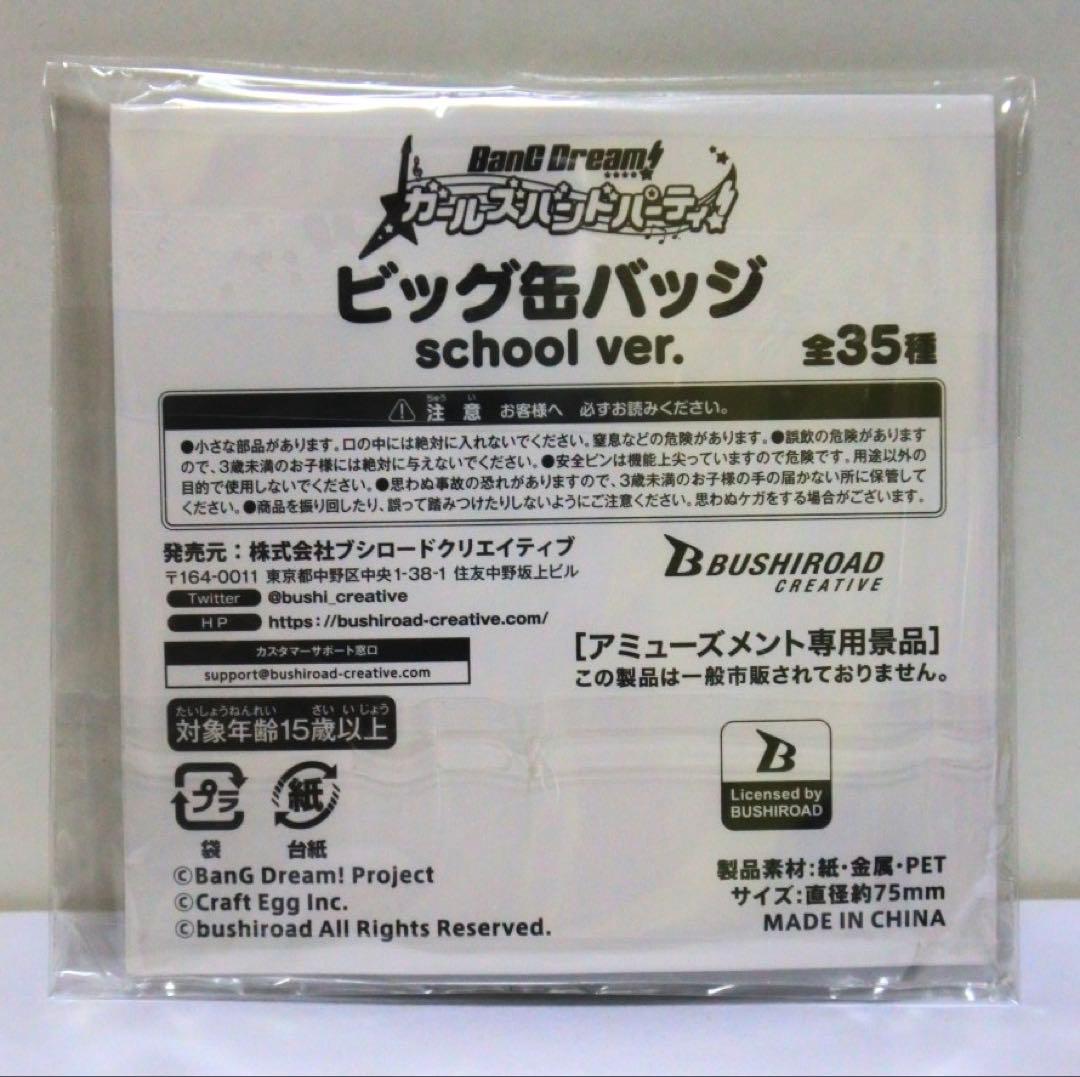 BanG Dream!
ガールズバンドパーティ!
ビッグ缶バッジ
school ver.
全35種
ちゅう い
注 意 お客様へ 必ずお読みください。
●小さな部品があります。口の中には絶対に入れないでください。窒息などの危険があります。●誤飲の危険があります
ので、3歳未満のお子様には絶対に与えないでください。●安全ピンは機能上尖っていますので危険です。用途以外の
目的で使用しないでください。●思わぬ事故の恐れがありますので、3歳未満のお子様の手の届かない所に保管して
ください。●商品を振り回したり、誤って踏みつけたりしないようにご注意ください。思わぬケガをする場合がございます。
発売元:株式会社ブシロードクリエイティブ
〒164-0011 東京都中野区中央1-38-1 住友中野坂上ビル
Twitter @bushi_creative
HP https://bushiroad-creative.com/
カスタマーサポート窓口
support@bushiroad-creative.com
B BUSHIROAD
CREATIVE
[アミューズメント専用景品]
この製品は一般市販されておりません。
たいしょうねんれい さい いじょう
対象年齢15歳以上
プラ
袋
紙
台紙
B
Licensed by
BUSHIROAD
©BanG Dream! Project
©Craft Egg Inc.
©bushiroad All Rights Reserved.
製品素材:紙・金属・PET
サイズ:直径約75mm
MADE IN CHINA